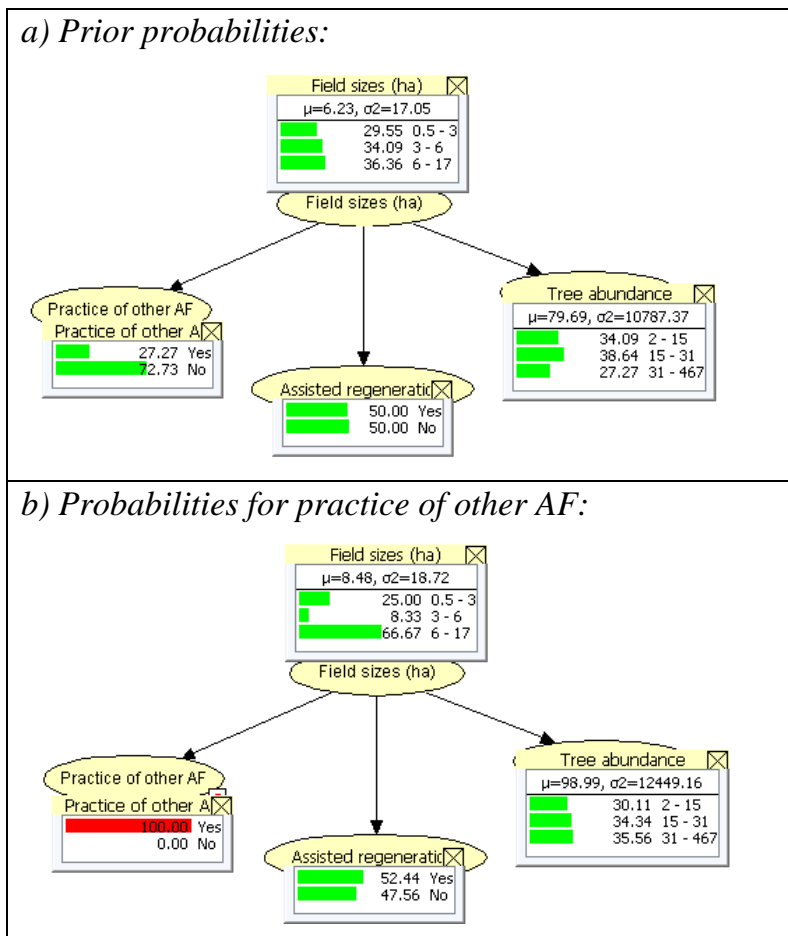 a) Prior probabilities:
Field sizes (ha)
μ=6.23, σ2=17.05
29.55 0.5 - 3
34.09 3 - 6
36.36 6 - 17
Field sizes (ha)
Practice of other AF
Practice of other A
27.27 Yes
72.73 No
Assisted regeneratic
50.00 Yes
50.00 No
Tree abundance
μ=79.69, σ2=10787.37
34.09 2 - 15
38.64 15 - 31
27.27 31 - 467
b) Probabilities for practice of other AF:
Field sizes (ha)
μ=8.48, σ2=18.72
25.00 0.5 - 3
8.33 3 - 6
66.67 6 - 17
Field sizes (ha)
Practice of other AF
Practice of other A
100.00 Yes
0.00 No
Assisted regeneratic
52.44 Yes
47.56 No
Tree abundance
μ=98.99, σ2=12449.16
30.11 2 - 15
34.34 15 - 31
35.56 31 - 467